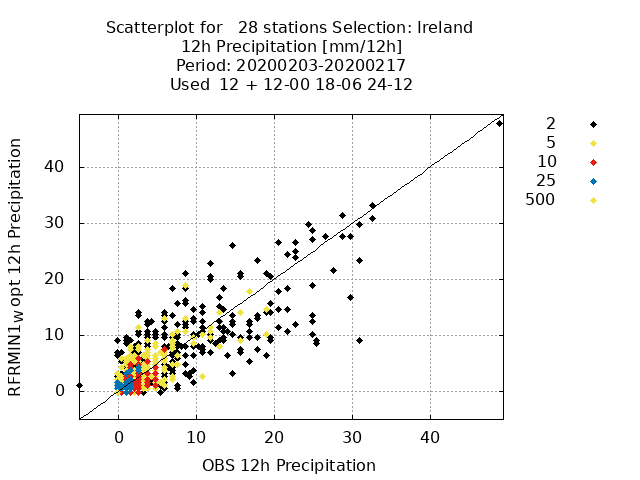 Scatterplot for   28 stations Selection: Ireland
12h Precipitation [mm/12h]
Period: 20200203-20200217
Used  12 + 12-00 18-06 24-12
2
5
10
25
500
RFRMIN1W opt 12h Precipitation
40
30
20
10
0
0 10 20 30 40
OBS 12h Precipitation